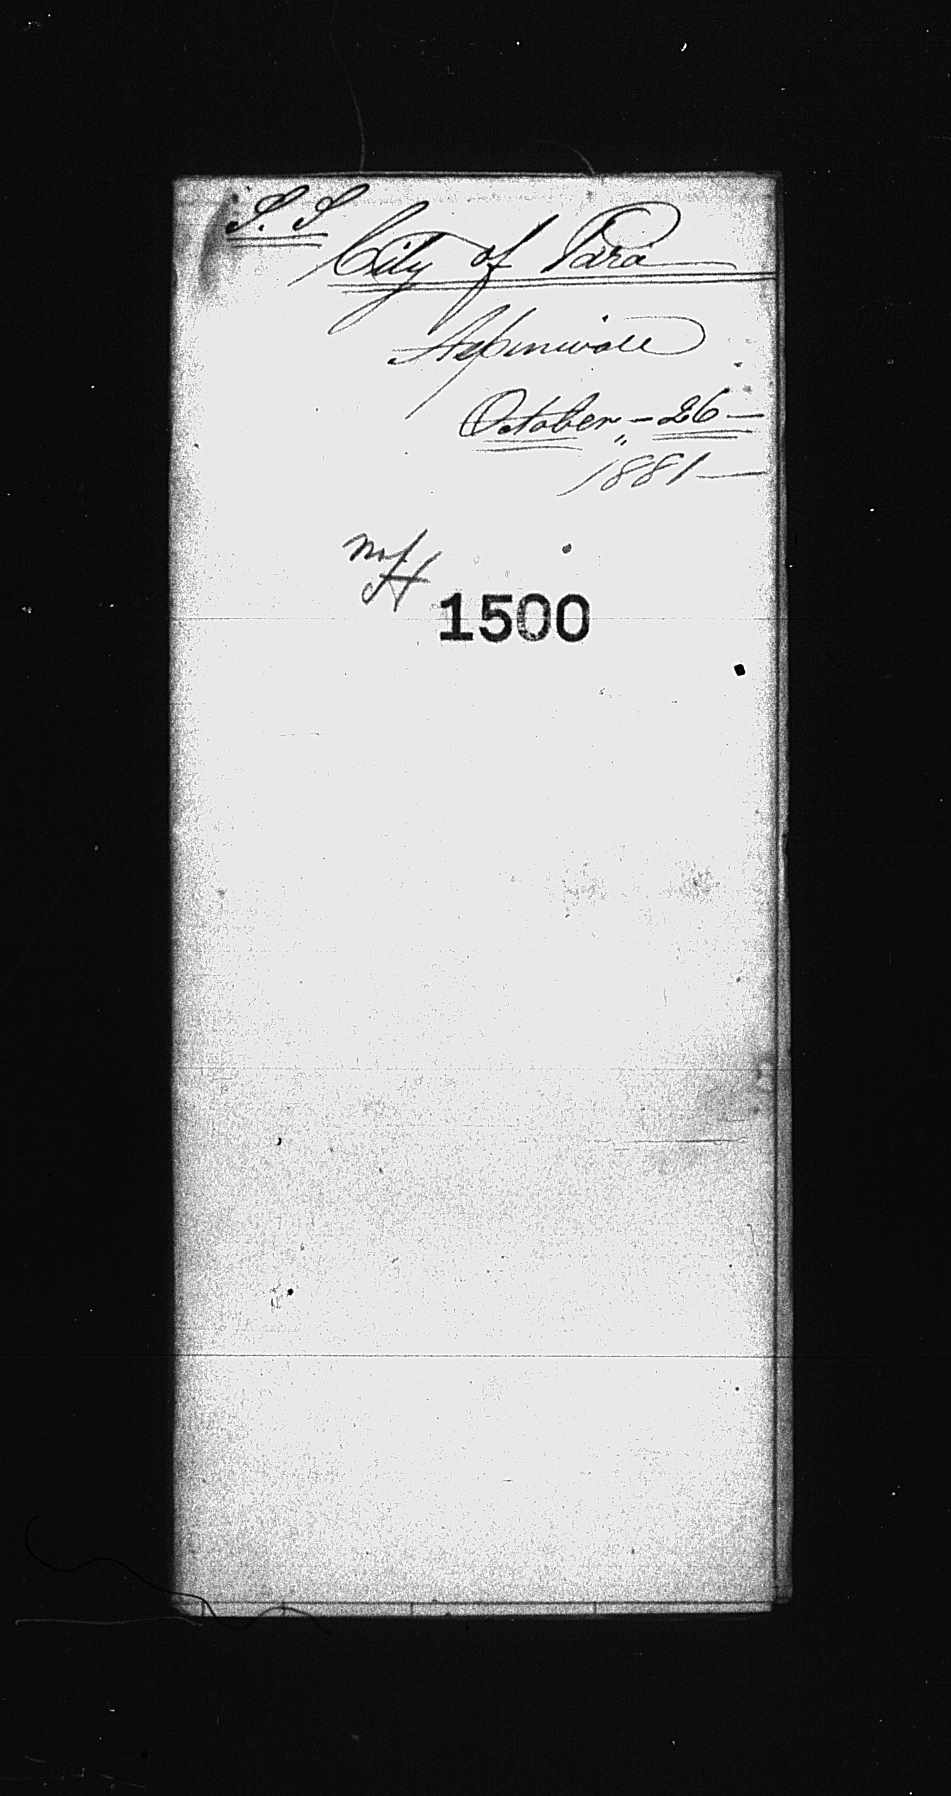 S. S.
City of Para
Aspinwall
October - 26 -
1881 -
1500